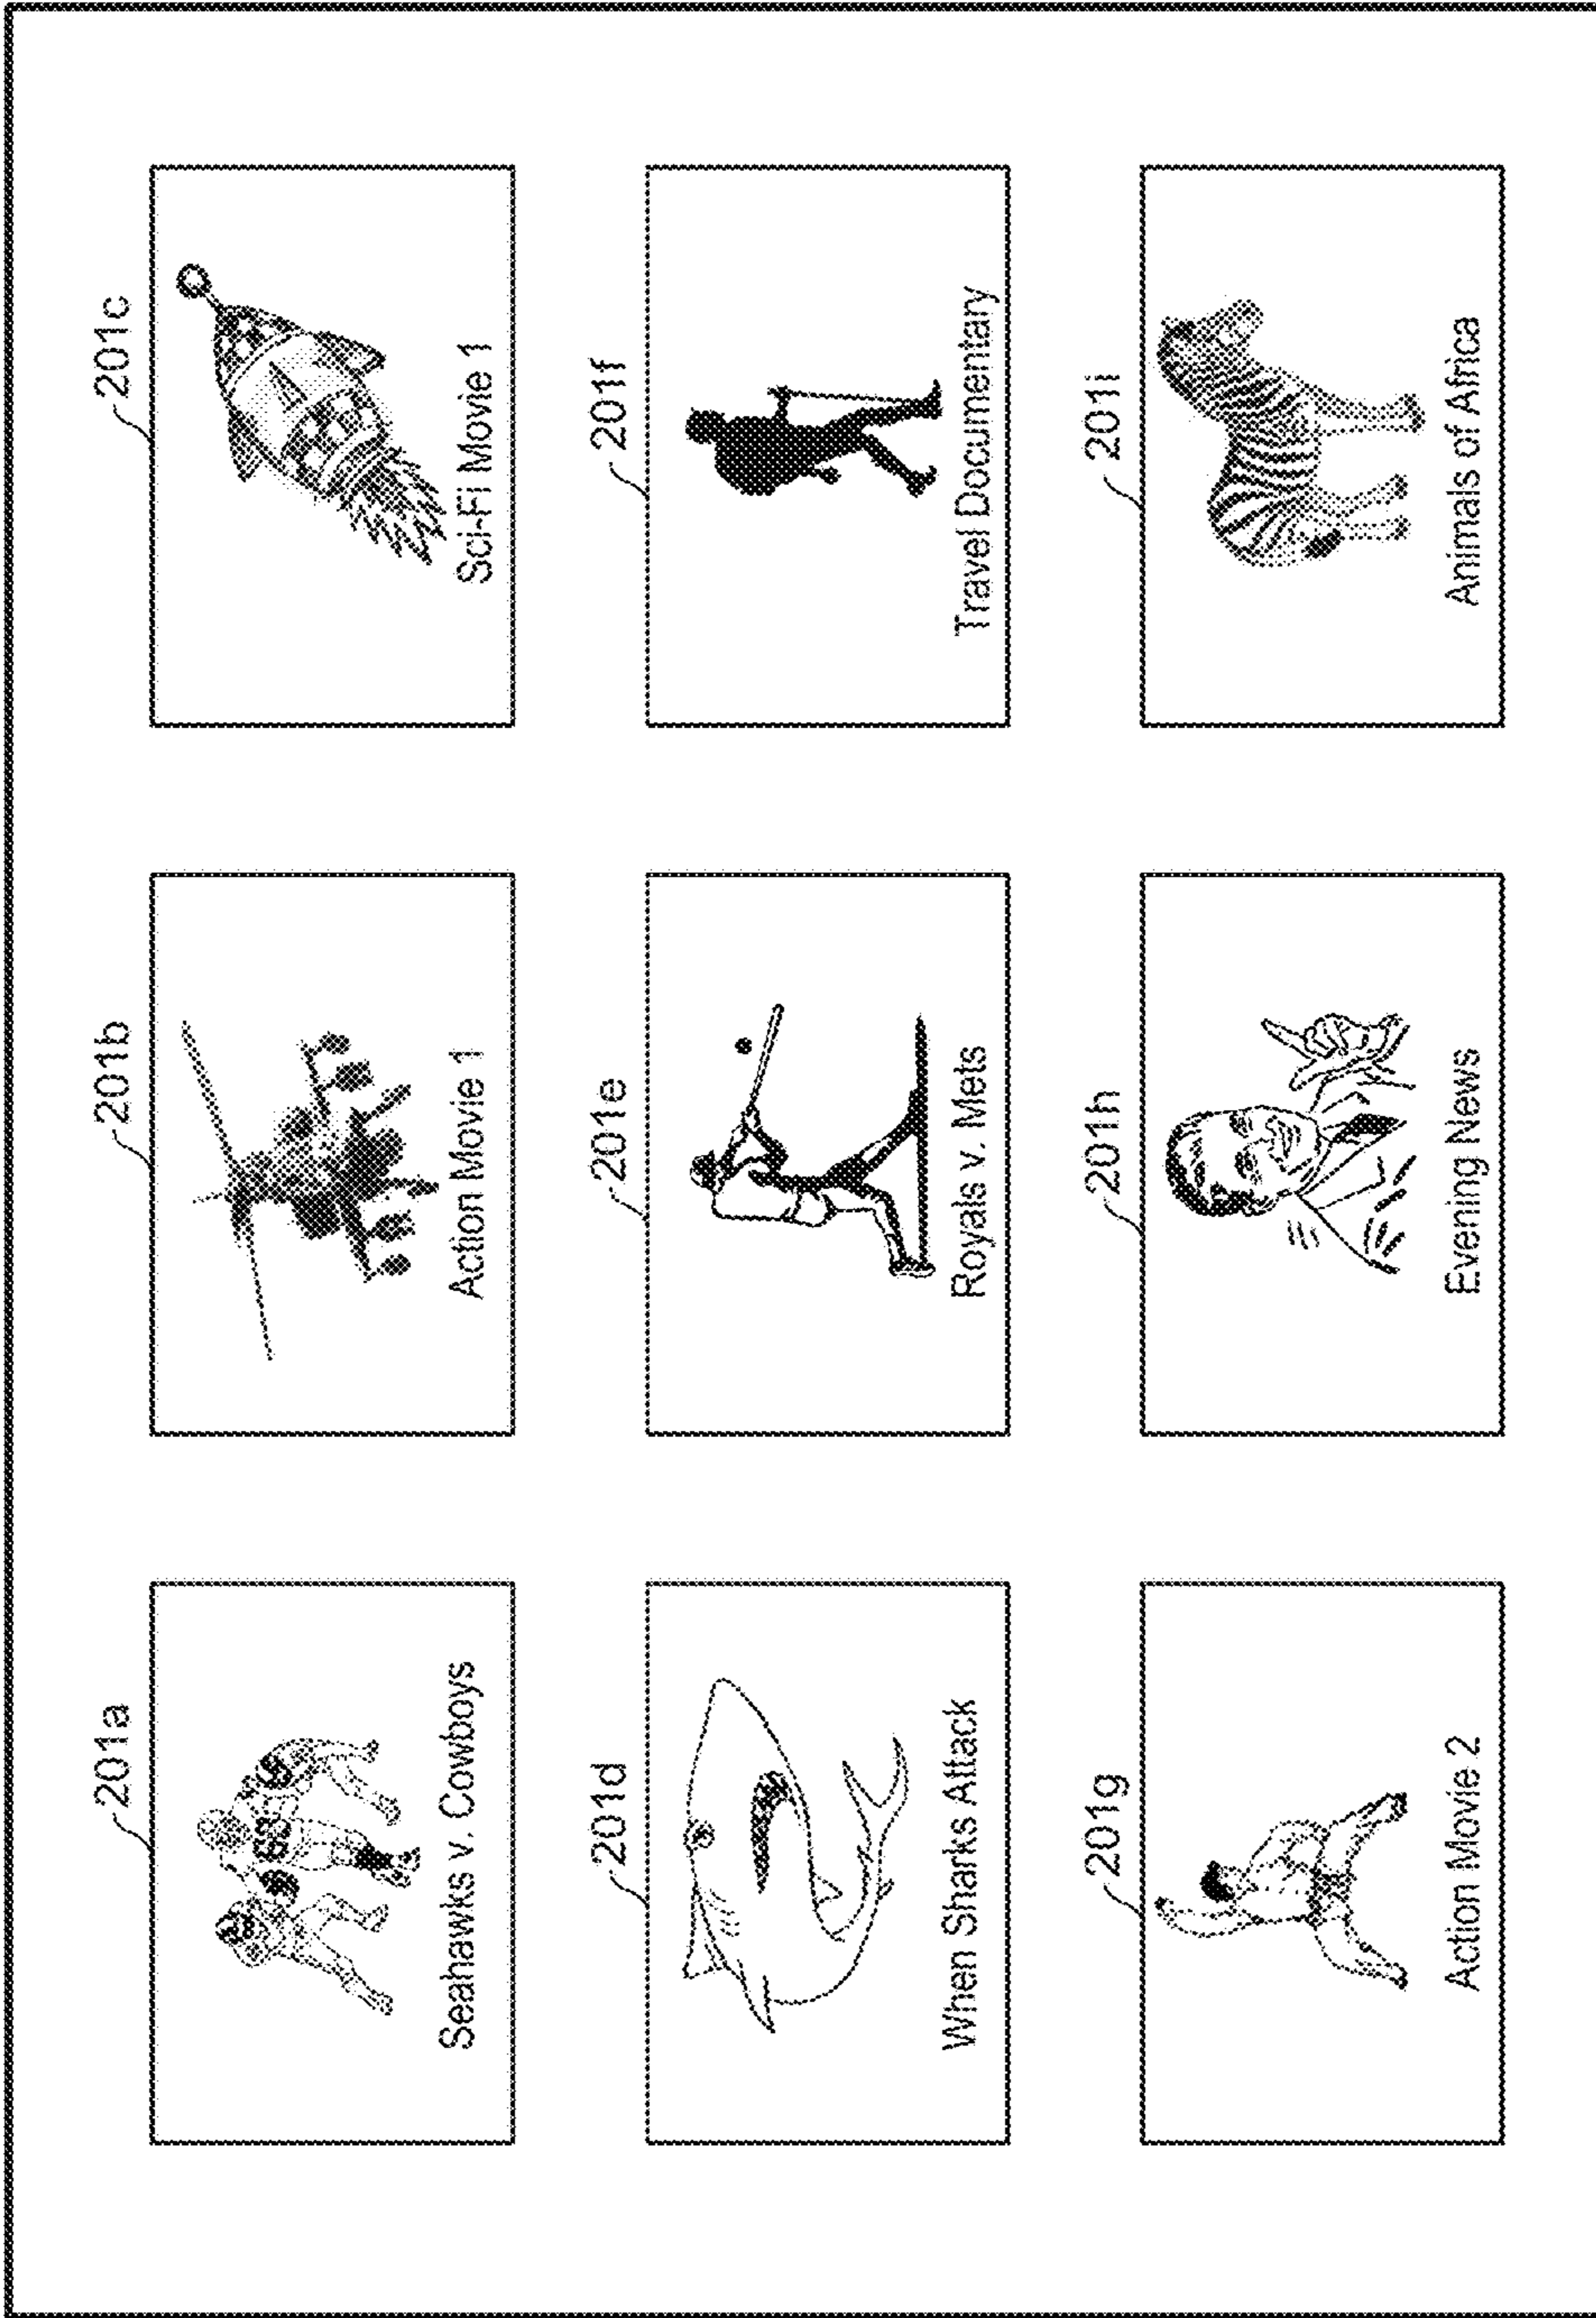 201a
201b
201c
Seahawks v. Cowboys
Action Movie 1
Sci-Fi Movie 1
201d
201e
201f
When Sharks Attack
Royals v. Mets
Travel Documentary
201g
201h
201i
Action Movie 2
Evening News
Animals of Africa